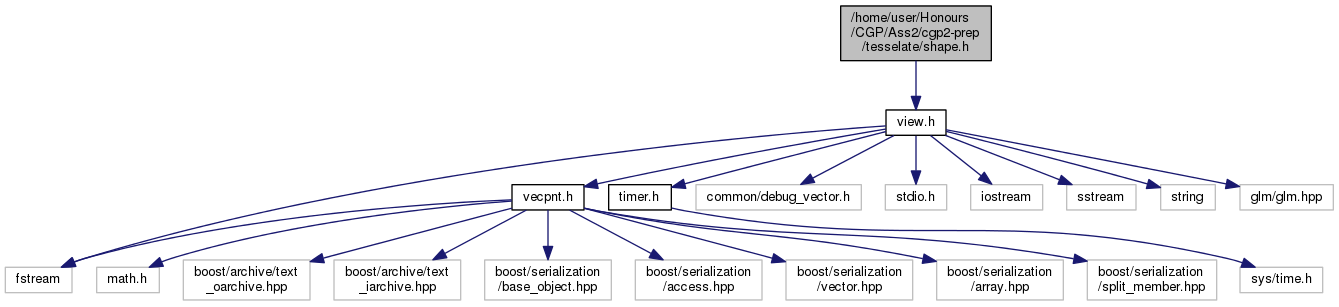 /home/user/Honours
/CGP/Ass2/cgp2-prep
/tesselate/shape.h
view.h
vecpnt.h
timer.h
common/debug_vector.h
stdio.h
iostream
sstream
string
glm/glm.hpp
fstream
math.h
boost/archive/text
_oarchive.hpp
boost/archive/text
_iarchive.hpp
boost/serialization
/base_object.hpp
boost/serialization
/access.hpp
boost/serialization
/vector.hpp
boost/serialization
/array.hpp
boost/serialization
/split_member.hpp
sys/time.h